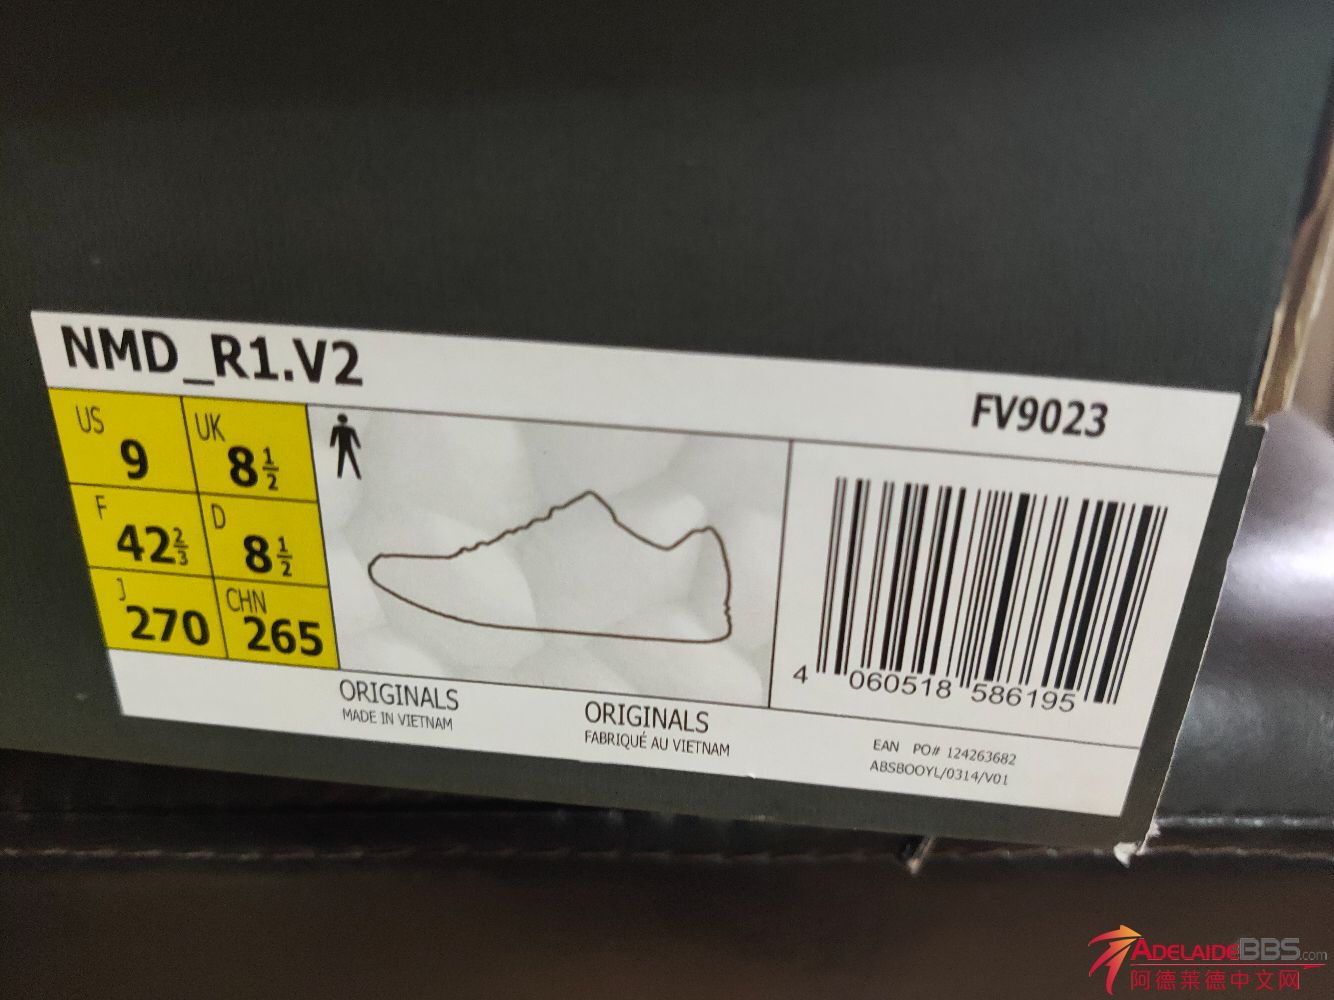 NMD_R1.V2
FV9023
US 9 UK 8 1/2
F 42 2/3 D 8 1/2
J 270 CHN 265
4 060518 586195
ORIGINALS
MADE IN VIETNAM
ORIGINALS
FABRIQUÉ AU VIETNAM
EAN PO# 124263682
ABSBOOYL/0314/V01
ADELAIDEBBS.com
阿德莱德中文网